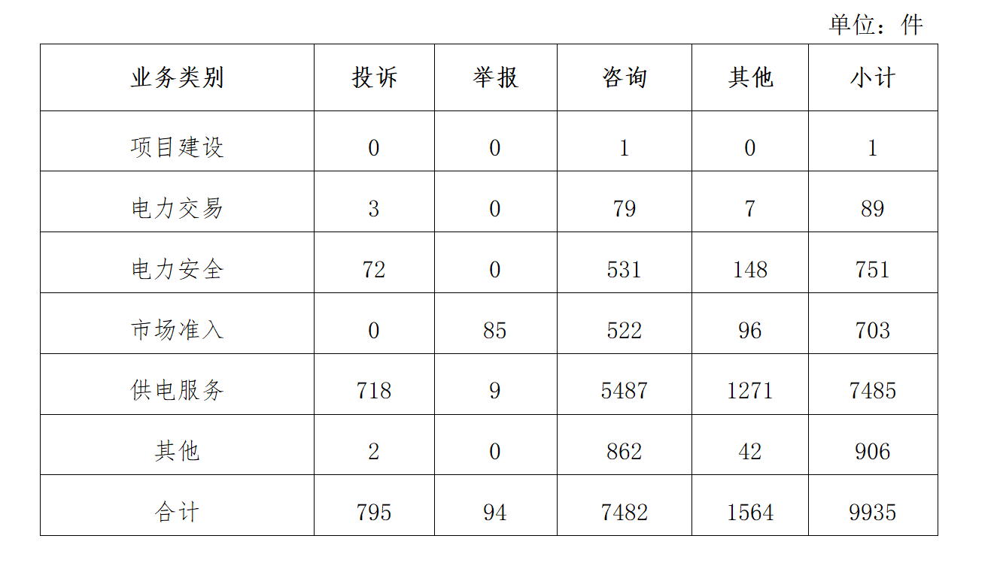 单位：件
业务类别 投诉 举报 咨询 其他 小计
项目建设 0 0 1 0 1
电力交易 3 0 79 7 89
电力安全 72 0 531 148 751
市场准入 0 85 522 96 703
供电服务 718 9 5487 1271 7485
其他 2 0 862 42 906
合计 795 94 7482 1564 9935